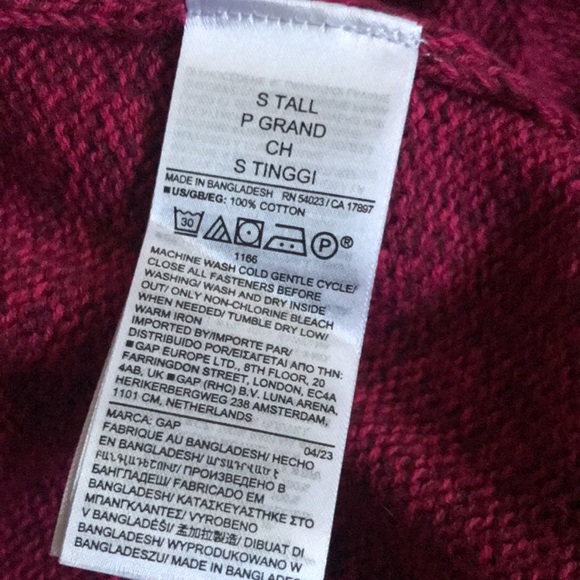 S TALL
P GRAND
CH
S TINGGI
MADE IN BANGLADESH RN 54023 / CA 17897
■US/GB/EG: 100% COTTON
30 P ®
1166
MACHINE WASH COLD GENTLE CYCLE/
CLOSE ALL FASTENERS BEFORE
WASHING/ WASH AND DRY INSIDE
OUT/ ONLY NON-CHLORINE BLEACH
WHEN NEEDED/ TUMBLE DRY LOW/
WARM IRON
IMPORTED BY/IMPORTE PAR/
DISTRIBUIDO POR/ΕΙΣΑΓΕΤΑΙ ΑΠΟ ΤΗΝ:
■GAP EUROPE LTD., 8TH FLOOR, 20
FARRINGDON STREET, LONDON, EC4A
4AB, UK ■GAP (RHC) B.V. LUNA ARENA,
HERIKERBERGWEG 238 AMSTERDAM,
1101 CM, NETHERLANDS
MARCA: GAP 04/23
FABRIQUE AU BANGLADESH/ HECHO
EN BANGLADESH/ ԱՐՏԱԴՐՎԱԾ Է
ԲԱՆԳԼԱԴԵՇՈՒՄ/ ПРОИЗВЕДЕНО В
БАНГЛАДЕШ/ FABRICADO EM
BANGLADESH/ ΚΑΤΑΣΚΕΥΑΣΤΗΚΕ ΣΤΟ
ΜΠΑΝΓΚΛΑΝΤΕΣ/ VYROBENO
V BANGLADÉŠI/ 孟加拉製造/ DIBUAT DI
BANGLADESH/ WYPRODUKOWANO W
BANGLADESZU/ MADE IN BANGLADESH